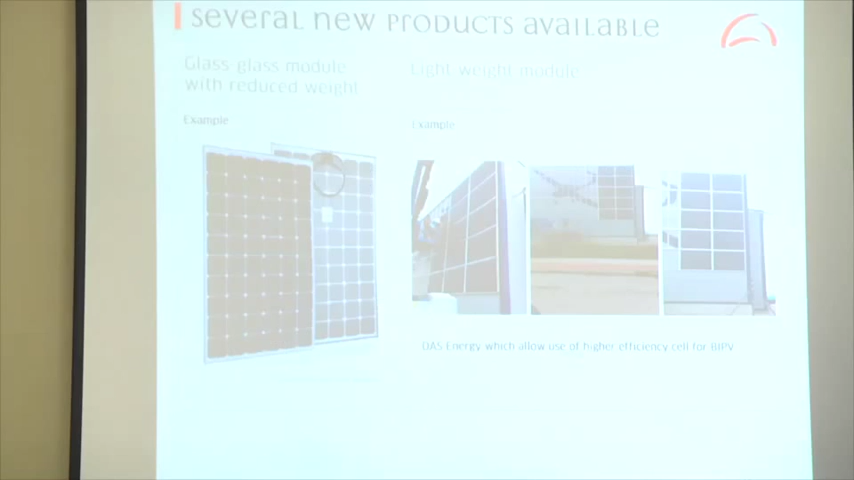 Several new products available
Glass-glass module
with reduced weight
Light weight module
Example
Example
DAS Energy which allow use of higher efficiency cell for BIPV